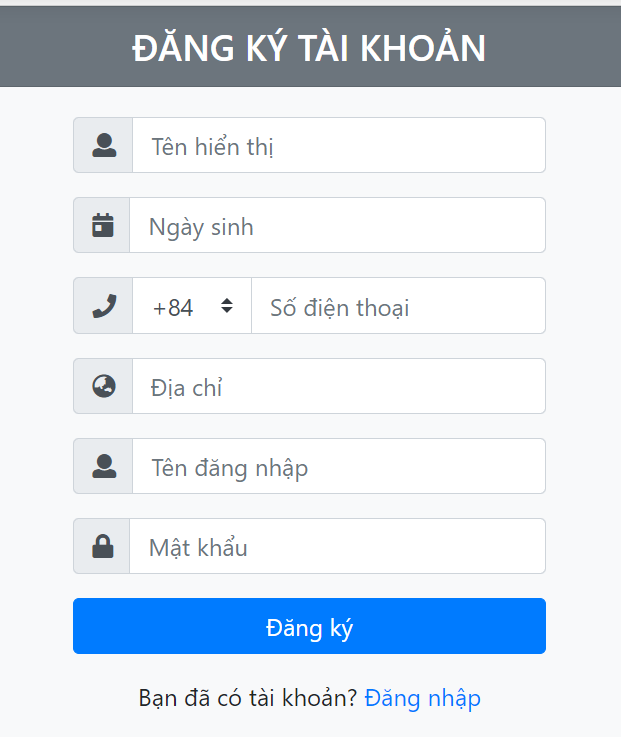 ĐĂNG KÝ TÀI KHOẢN
Tên hiển thị
Ngày sinh
+84 Số điện thoại
Địa chỉ
Tên đăng nhập
Mật khẩu
Đăng ký
Bạn đã có tài khoản? Đăng nhập